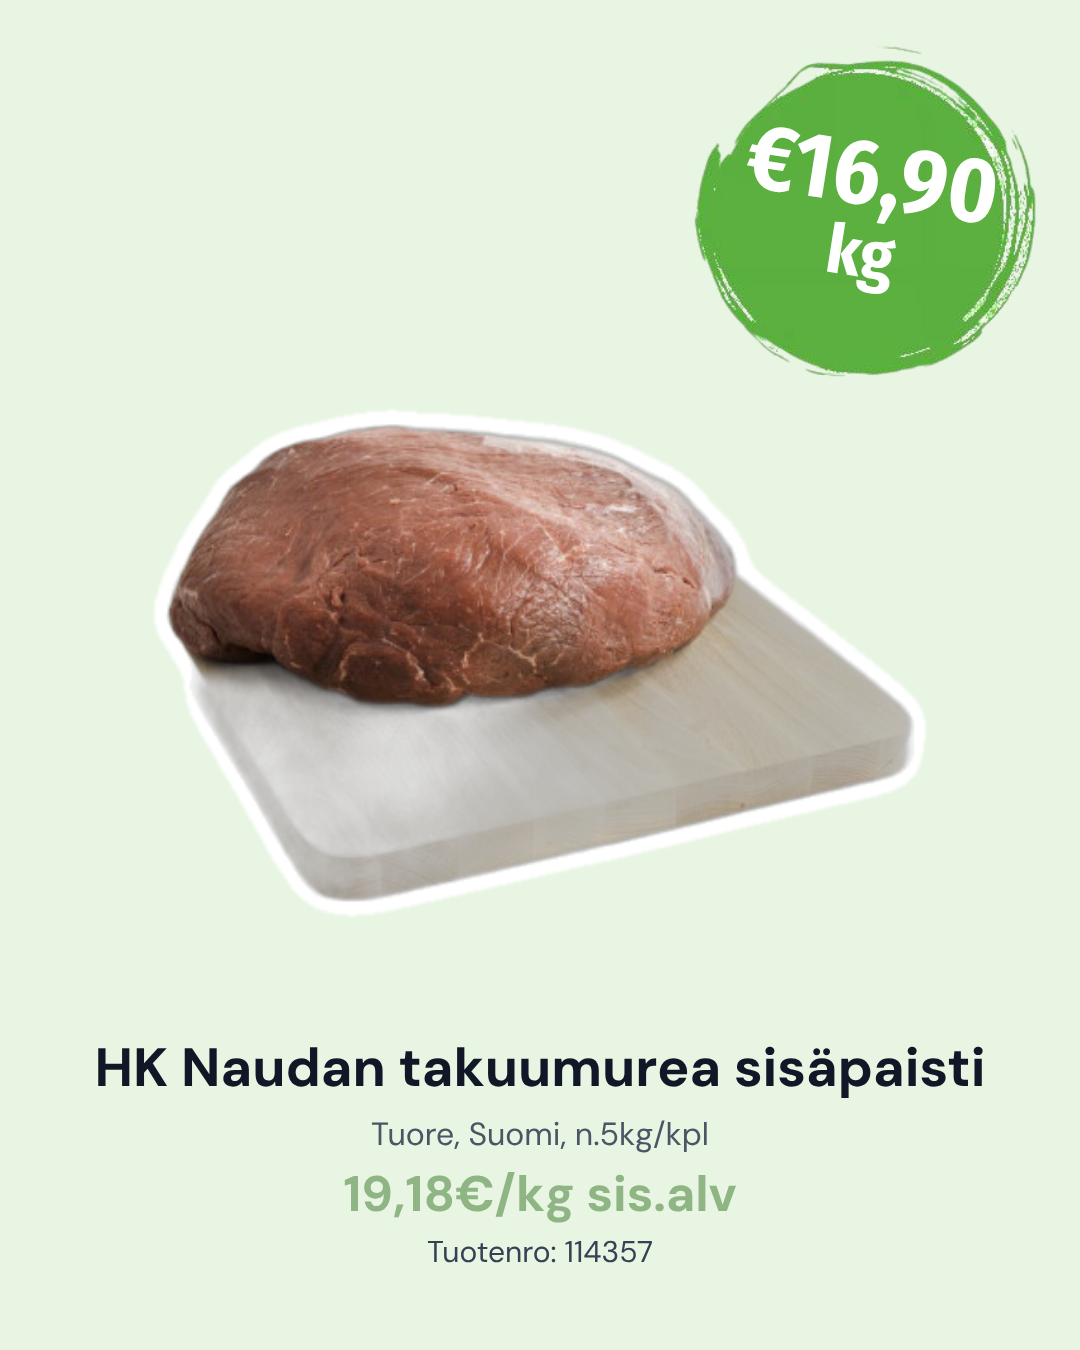 €16,90
kg
HK Naudan takuumurea sisäpaisti
Tuore, Suomi, n.5kg/kpl
19,18€/kg sis.alv
Tuotenro: 114357